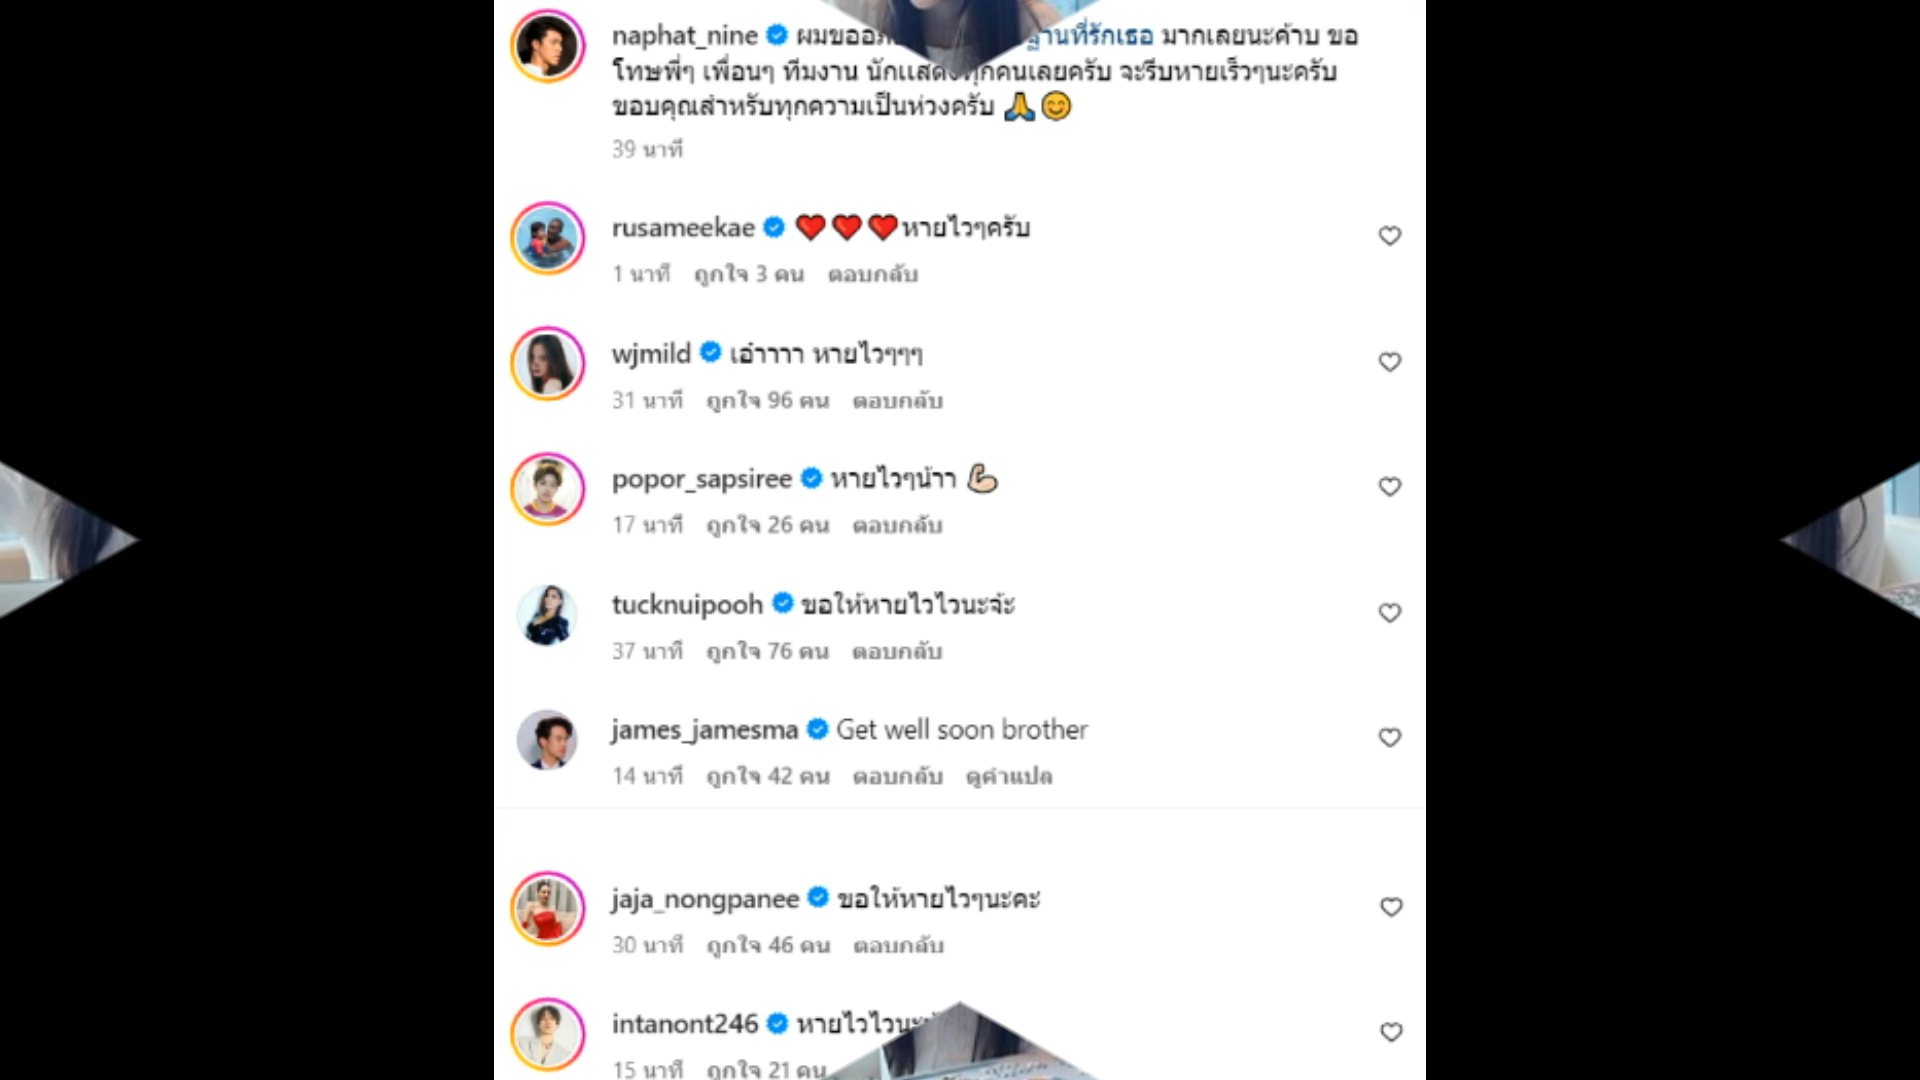 naphat_nine ผมขออภั ฐานที่รักเธอ มากเลยนะค้าบ ขอ
โทษพี่ๆ เพื่อนๆ ทีมงาน นักแสดงทุกคนเลยครับ จะรีบหายเร็วๆนะครับ
ขอบคุณสำหรับทุกความเป็นห่วงครับ 🙏😊
39 นาที
rusameekae ❤️❤️❤️หายไวๆครับ
1 นาที ถูกใจ 3 คน ตอบกลับ
wjmild เอ๋าาาา หายไวๆๆๆ
31 นาที ถูกใจ 96 คน ตอบกลับ
popor_sapsiree หายไวๆน้าา 💪🏻
17 นาที ถูกใจ 26 คน ตอบกลับ
tucknuipooh ขอให้หายไวไวนะจ้ะ
37 นาที ถูกใจ 76 คน ตอบกลับ
james_jamesma Get well soon brother
14 นาที ถูกใจ 42 คน ตอบกลับ ดูคำแปล
jaja_nongpanee ขอให้หายไวๆนะคะ
30 นาที ถูกใจ 46 คน ตอบกลับ
intanont246 หายไวไวนะ
15 นาที ถูกใจ 21 คน